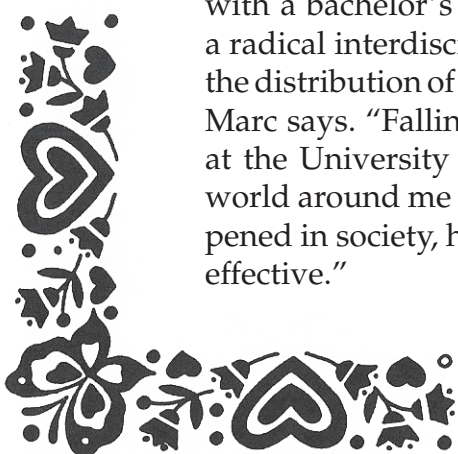 with a bachelor's
a radical interdisc
the distribution of
Marc says. “Fallin
at the University
world around me
pened in society, h
effective.”